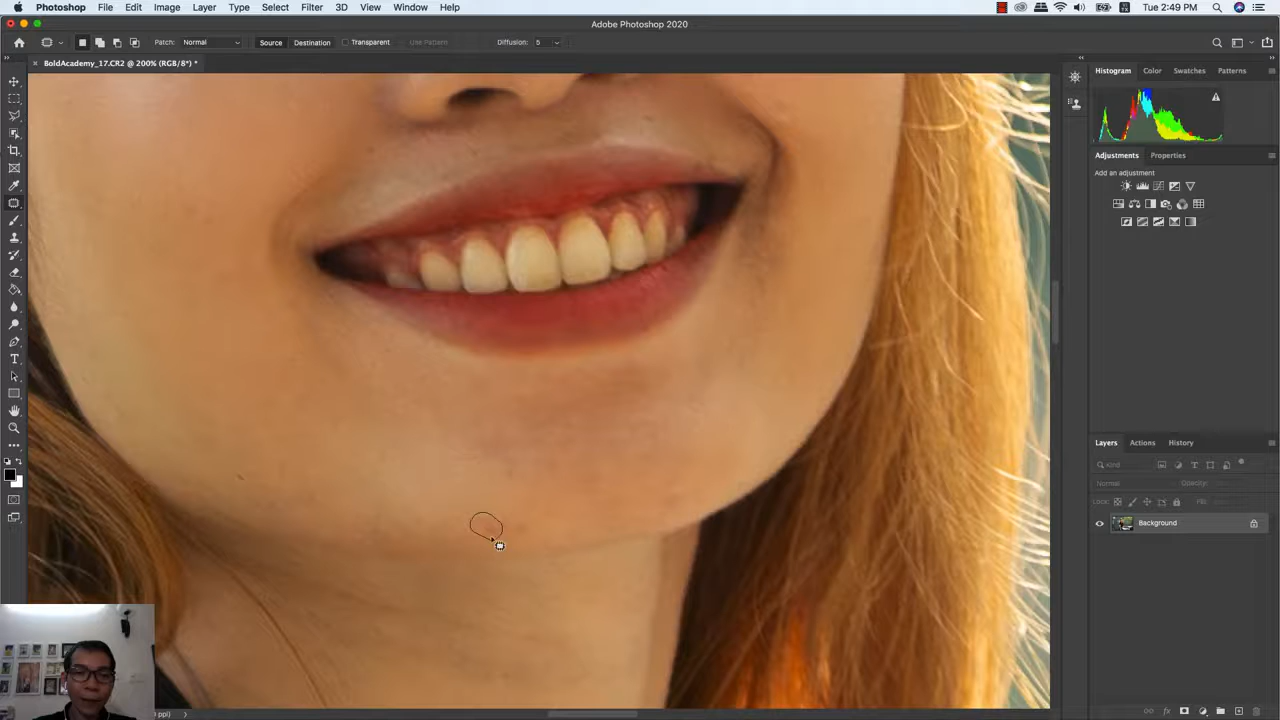 Photoshop File Edit Image Layer Type Select Filter 3D View Window Help Tue 2:49 PM
Adobe Photoshop 2020
Patch: Normal Source Destination Transparent Use Pattern Diffusion: 5
BoldAcademy_17.CR2 @ 200% (RGB/8*) *
Histogram Color Swatches Patterns
Adjustments Properties
Add an adjustment
Layers Actions History
Kind
Normal Opacity:
Lock: Fill:
Background
ppi)